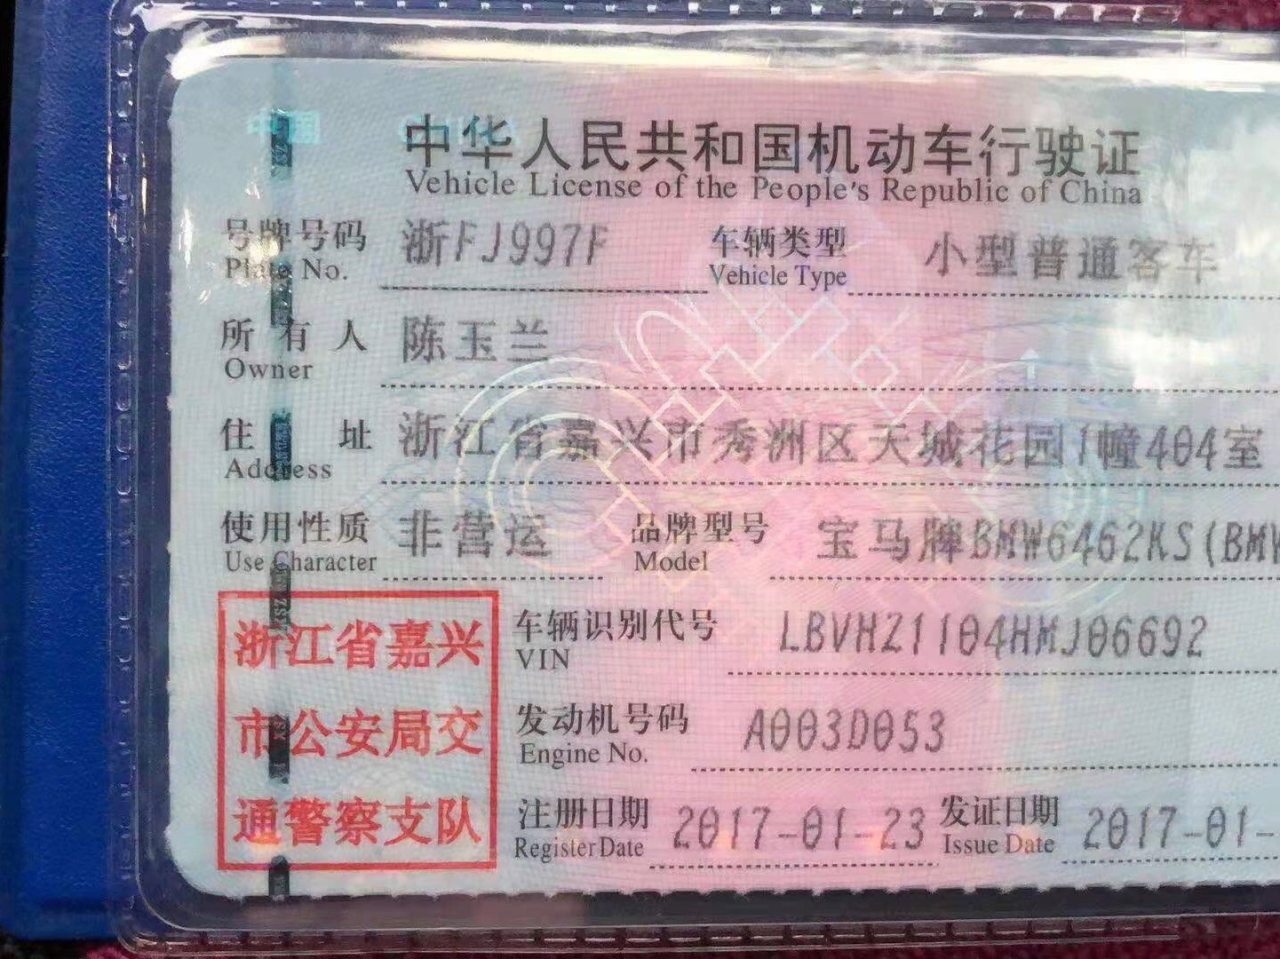 中华人民共和国机动车行驶证
Vehicle License of the People's Republic of China
号牌号码 浙FJ997F 车辆类型 小型普通客车
Plate No. Vehicle Type
所有人 陈玉兰
Owner
住址 浙江省嘉兴市秀洲区天城花园1幢404室
Address
使用性质 非营运 品牌型号 宝马牌BMW6462KS(BMW
Use Character Model
浙江省嘉兴
市公安局交
通警察支队
车辆识别代号 LBVHZ1104HMJ06692
VIN
发动机号码 A003D053
Engine No.
注册日期 2017-01-23 发证日期 2017-01-
Register Date Issue Date